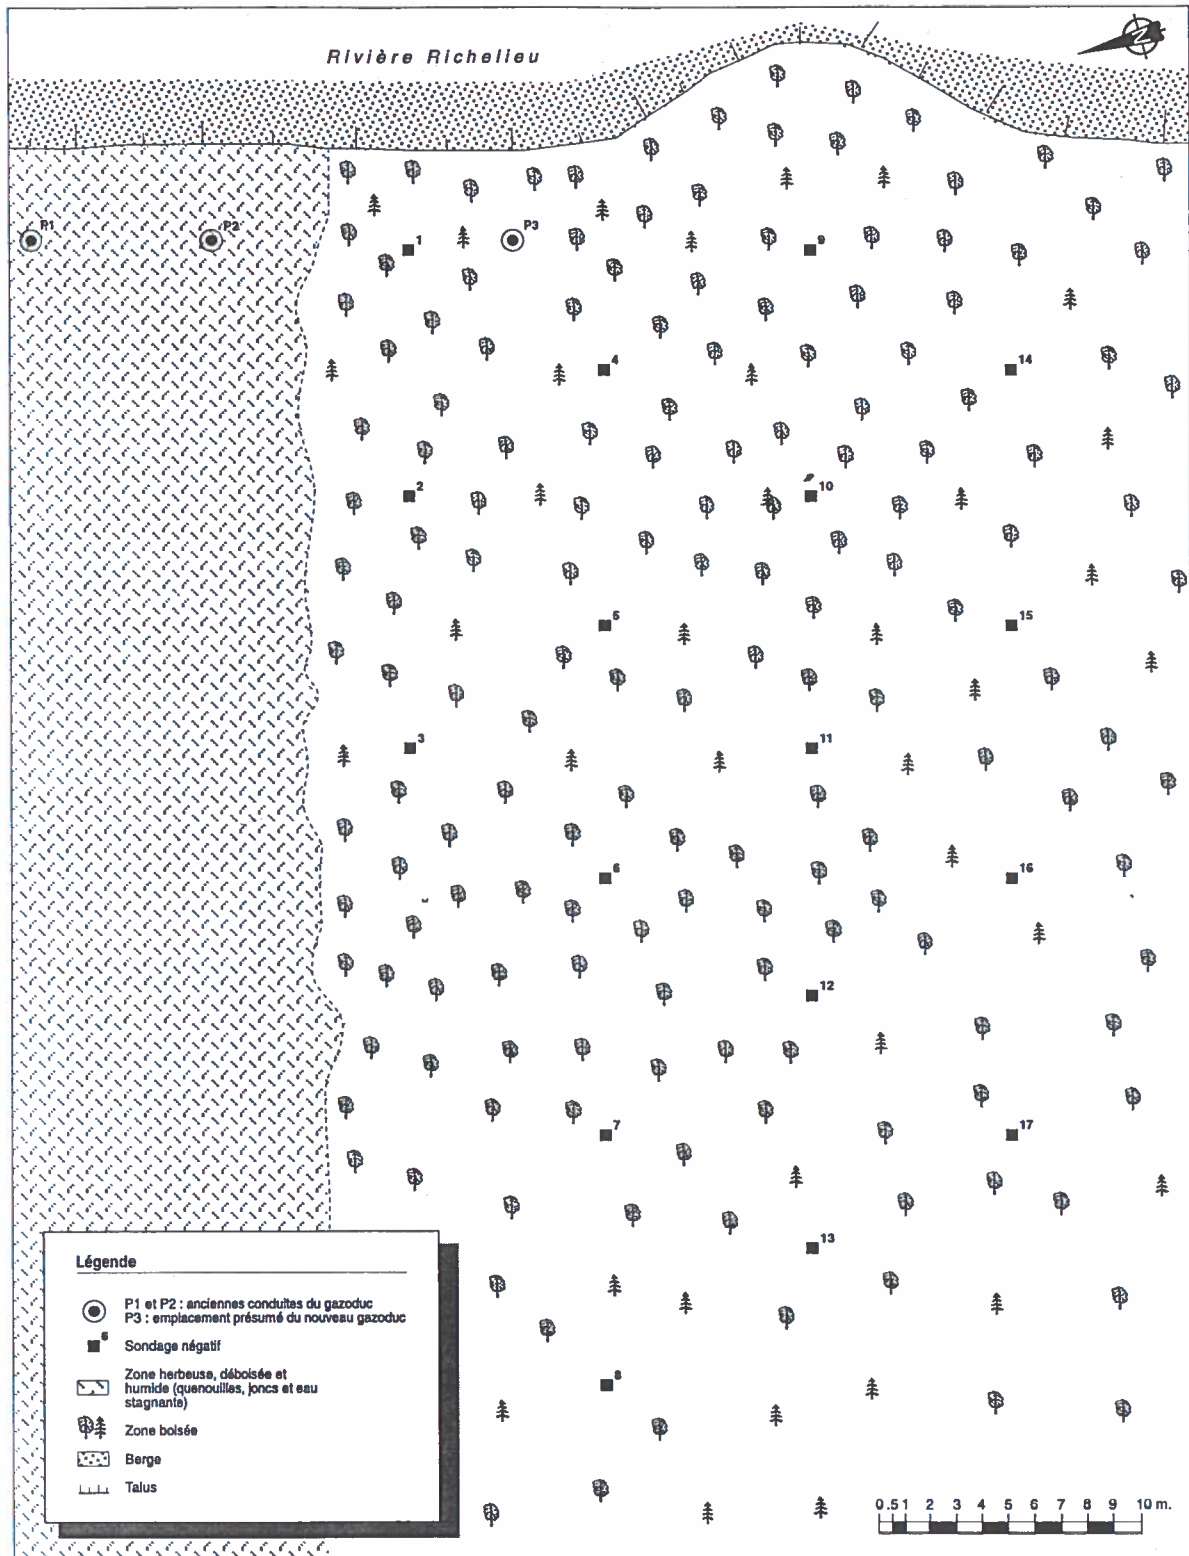 Rivière Richelieu
N
P1
P2
P3
1
9
4
14
2
10
5
15
3
11
6
16
12
7
17
13
8
Légende
P1 et P2 : anciennes conduites du gazoduc
P3 : emplacement présumé du nouveau gazoduc
6
Sondage négatif
Zone herbeuse, déboisée et
humide (quenouilles, joncs et eau
stagnante)
Zone boisée
Berge
Talus
0 .5 1 2 3 4 5 6 7 8 9 10 m.